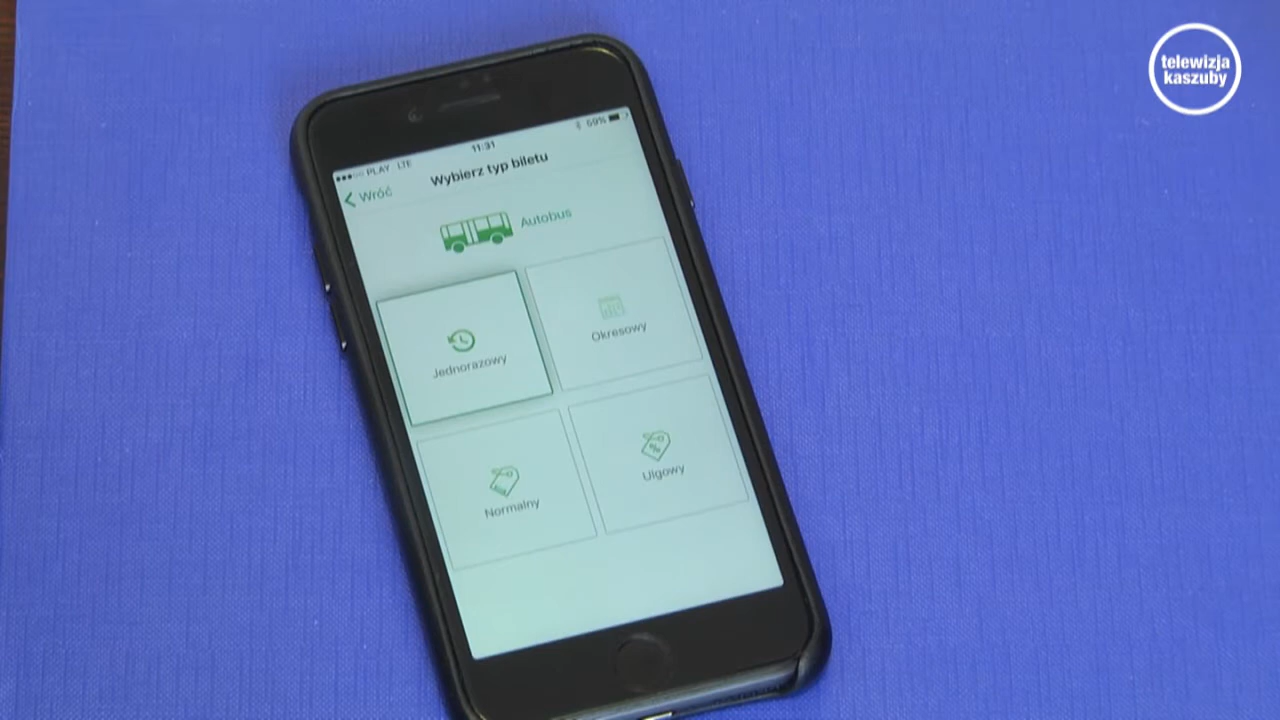 telewizja
kaszuby
PLAY LTE
11:31
59%
Wróć
Wybierz typ biletu
Autobus
Jednorazowy
Okresowy
Normalny
Ulgowy